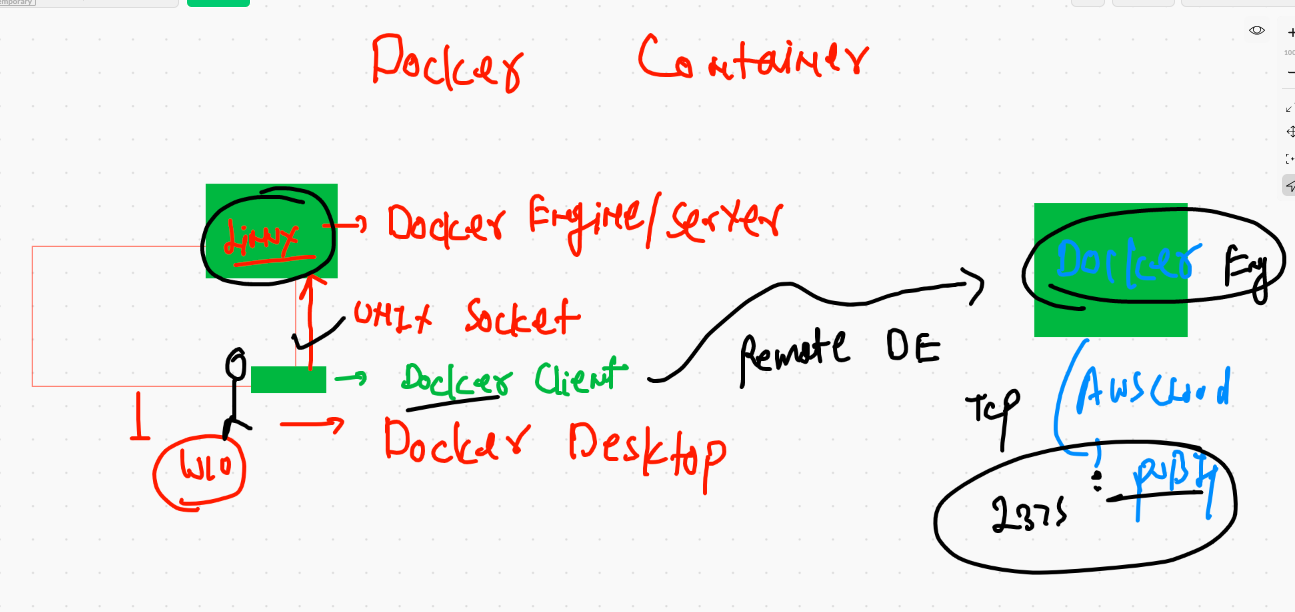 Docker Container
Linux
Docker Engine/Server
UNIX Socket
Docker Client
Docker Desktop
W10
Remote DE
Docker Eng
AWS Cloud
TCP
2375 : pubIp